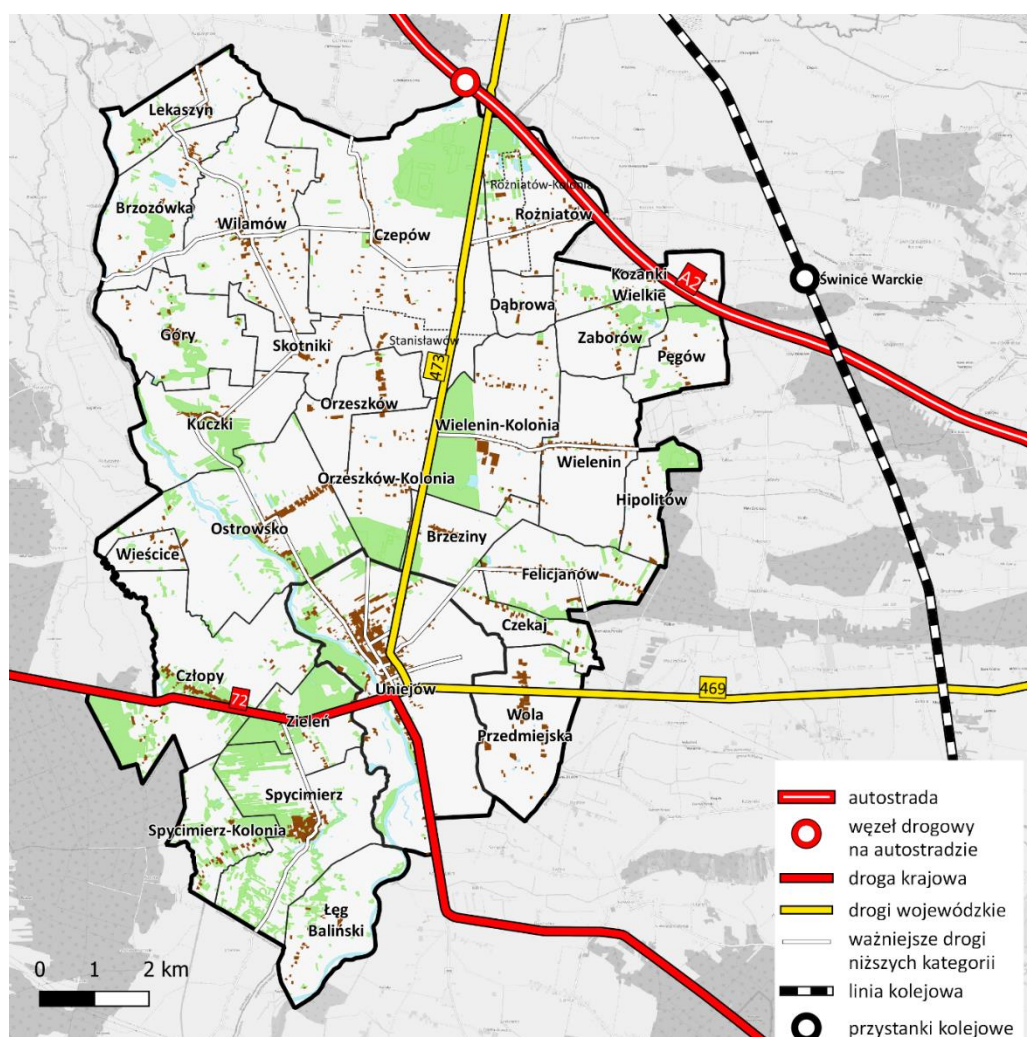 Lekaszyn
Brzozówka
Wilamów
Czepów
Rożniatów-Kolonia
Rożniatów
Kozanki
Wielkie
A2
Świnice Warckie
Dąbrowa
Zaborów
Pęgów
Góry
Skotniki
Stanisławów
473
Orzeszków
Kuczki
Wielenin-Kolonia
Wielenin
Orzeszków-Kolonia
Hipolitów
Ostrowsko
Brzeziny
Wieścice
Felicjanów
Czekaj
Człopy
72
Uniejów
469
Zieleń
Wola
Przedmiejska
Spycimierz
Spycimierz-Kolonia
Łęg
Baliński
0 1 2 km
autostrada
węzeł drogowy
na autostradzie
droga krajowa
drogi wojewódzkie
ważniejsze drogi
niższych kategorii
linia kolejowa
przystanki kolejowe